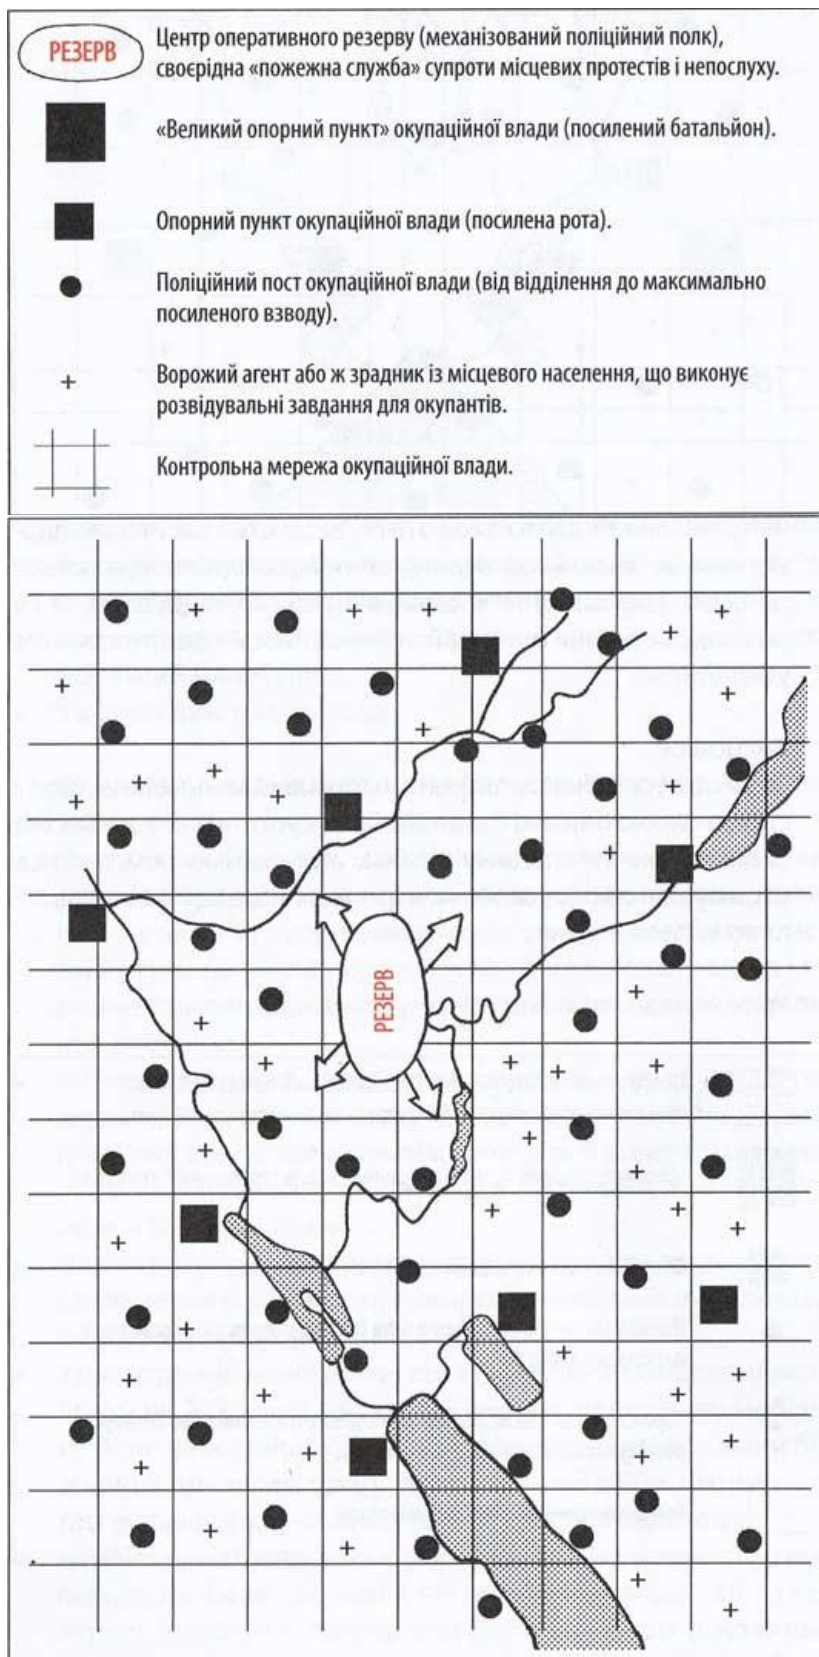 РЕЗЕРВ
Центр оперативного резерву (механізований поліційний полк),
своєрідна «пожежна служба» супроти місцевих протестів і непослуху.
«Великий опорний пункт» окупаційної влади (посилений батальйон).
Опорний пункт окупаційної влади (посилена рота).
Поліційний пост окупаційної влади (від відділення до максимально
посиленого взводу).
Ворожий агент або ж зрадник із місцевого населення, що виконує
розвідувальні завдання для окупантів.
Контрольна мережа окупаційної влади.
РЕЗЕРВ